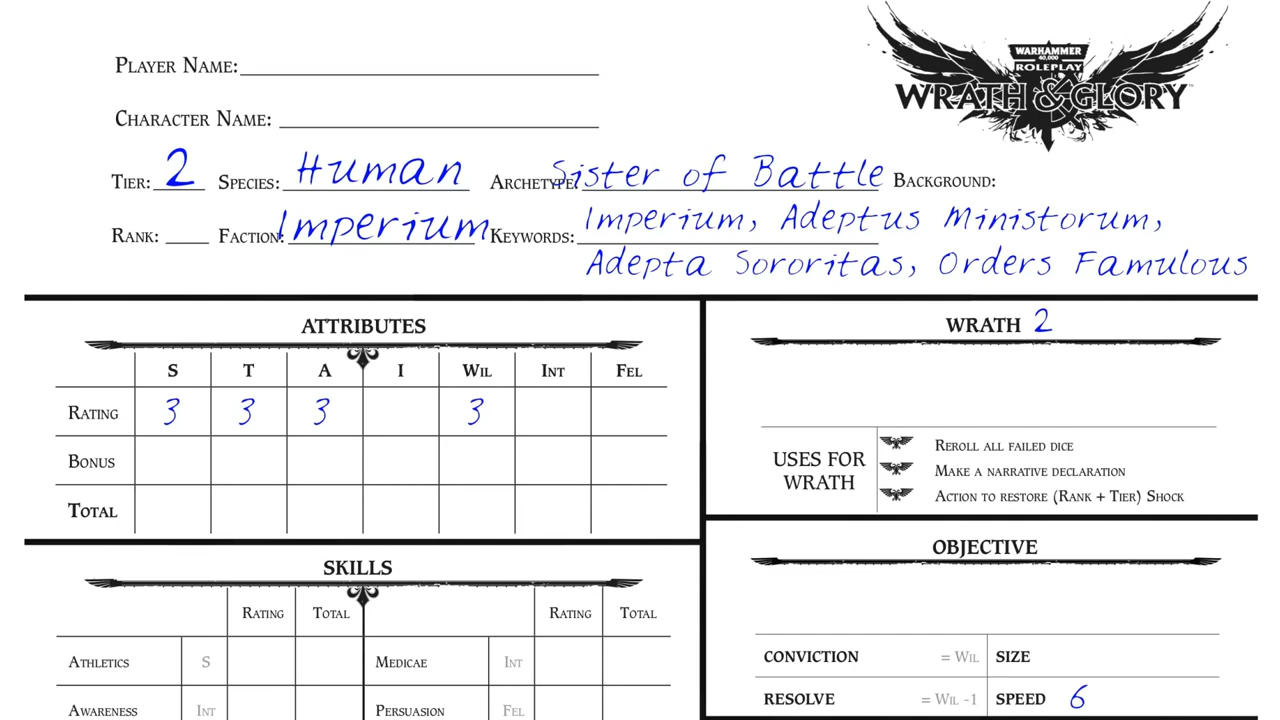 WARHAMMER
40,000
ROLEPLAY
WRATH & GLORY™
PLAYER NAME:
CHARACTER NAME:
TIER: 2 SPECIES: Human ARCHETYPE: Sister of Battle BACKGROUND:
RANK: FACTION: Imperium KEYWORDS: Imperium, Adeptus Ministorum,
Adepta Sororitas, Orders Famulous
ATTRIBUTES
S T A I WIL INT FEL
RATING 3 3 3 3
BONUS
TOTAL
WRATH 2
USES FOR WRATH
REROLL ALL FAILED DICE
MAKE A NARRATIVE DECLARATION
ACTION TO RESTORE (RANK + TIER) SHOCK
SKILLS
RATING TOTAL RATING TOTAL
ATHLETICS S MEDICAE INT
AWARENESS INT PERSUASION FEL
OBJECTIVE
CONVICTION = WIL SIZE
RESOLVE = WIL -1 SPEED 6